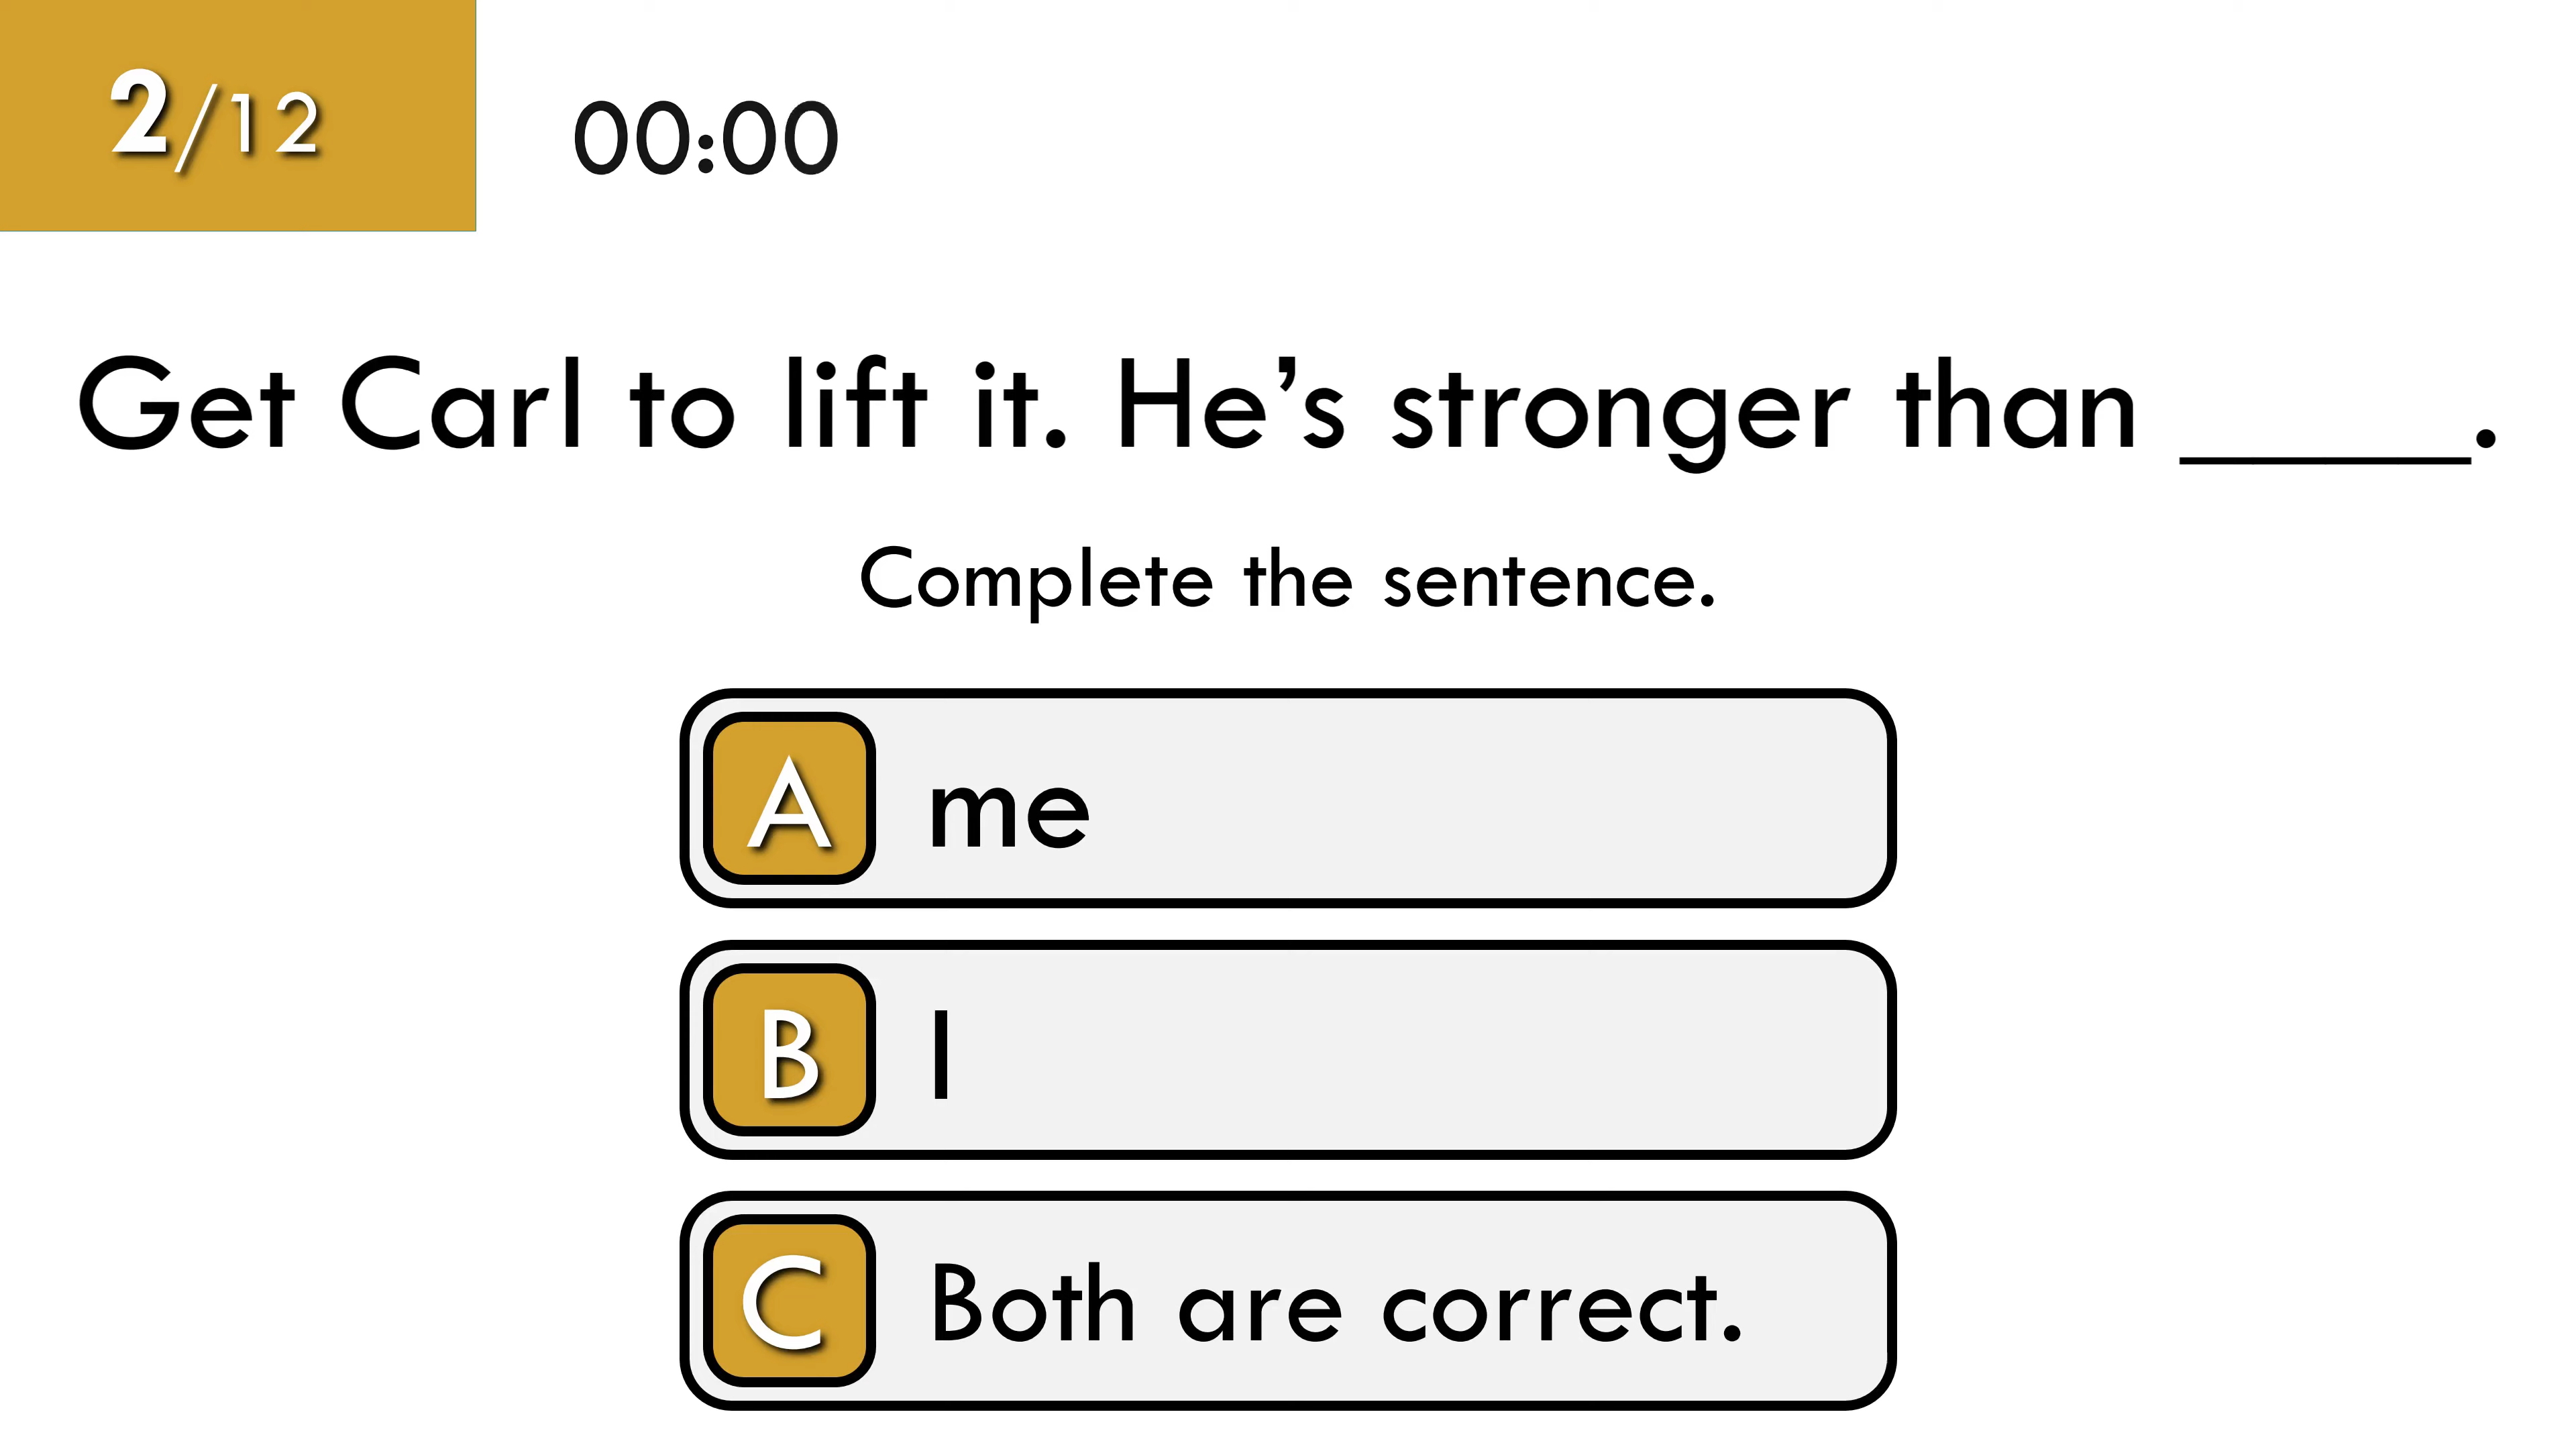 2/12
00:00
Get Carl to lift it. He’s stronger than _____.
Complete the sentence.
A me
B I
C Both are correct.